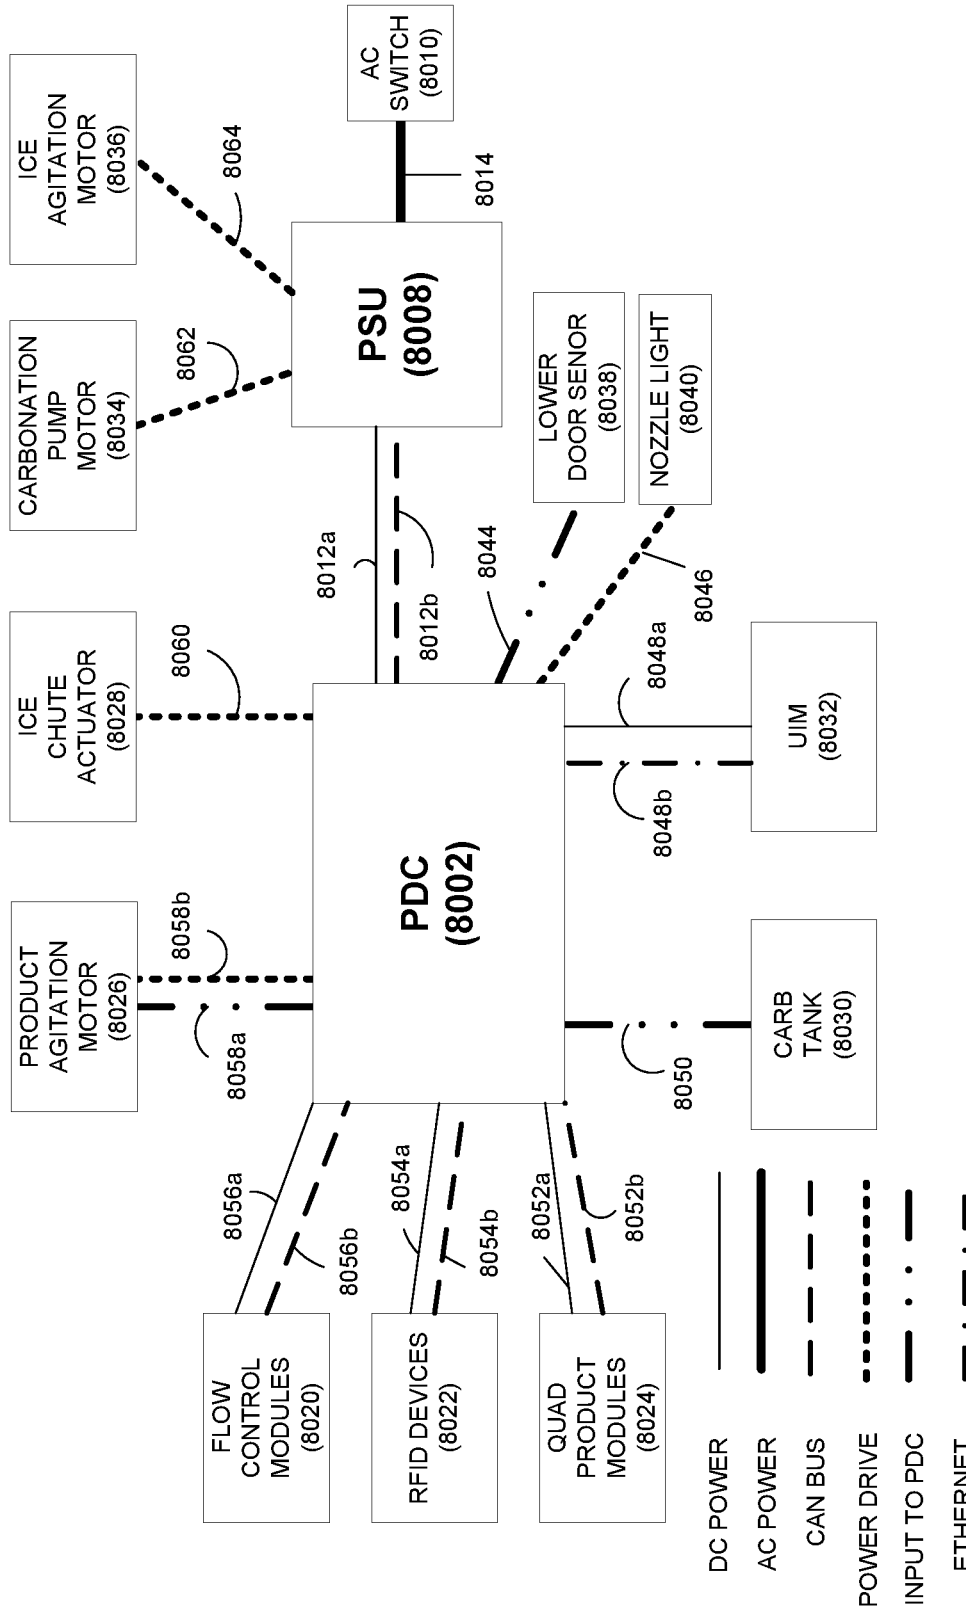 ICE
AGITATION
MOTOR
(8036)
8064
AC
SWITCH
(8010)
8014
CARBONATION
PUMP
MOTOR
(8034)
8062
PSU
(8008)
LOWER
DOOR SENOR
(8038)
NOZZLE LIGHT
(8040)
8012a
8012b
8044
8046
ICE
CHUTE
ACTUATOR
(8028)
8060
8048a
8048b
UIM
(8032)
PRODUCT
AGITATION
MOTOR
(8026)
8058b
8058a
PDC
(8002)
8050
CARB
TANK
(8030)
8056a
8056b
8054a
8054b
8052a
8052b
FLOW
CONTROL
MODULES
(8020)
RFID DEVICES
(8022)
QUAD
PRODUCT
MODULES
(8024)
DC POWER
AC POWER
CAN BUS
POWER DRIVE
INPUT TO PDC
ETHERNET